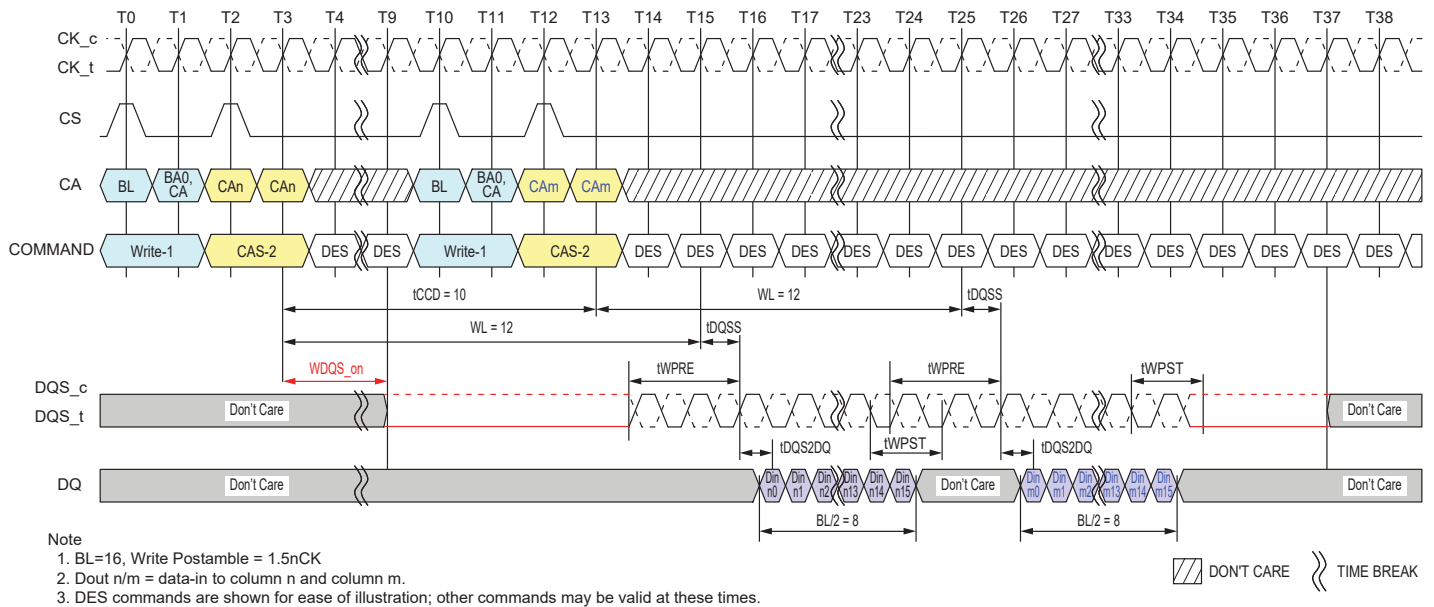 T0 T1 T2 T3 T4 T9 T10 T11 T12 T13 T14 T15 T16 T17 T23 T24 T25 T26 T27 T33 T34 T35 T36 T37 T38
CK_c
CK_t
CS
CA BL BA0, CA CAn CAn BL BA0, CA CAm CAm
COMMAND Write-1 CAS-2 DES DES Write-1 CAS-2 DES DES DES DES DES DES DES DES DES DES DES DES DES DES DES
tCCD = 10 WL = 12 tDQSS
WL = 12 tDQSS
WDQS_on tWPRE tWPRE tWPST
DQS_c
DQS_t Don't Care Don't Care
tDQS2DQ tWPST tDQS2DQ
DQ Don't Care Din n0 Din n1 Din n2 Din n13 Din n14 Din n15 Don't Care Din m0 Din m1 Din m2 Din m13 Din m14 Din m15 Don't Care
BL/2 = 8 BL/2 = 8
Note
1. BL=16, Write Postamble = 1.5nCK
2. Dout n/m = data-in to column n and column m.
3. DES commands are shown for ease of illustration; other commands may be valid at these times.
DON'T CARE TIME BREAK